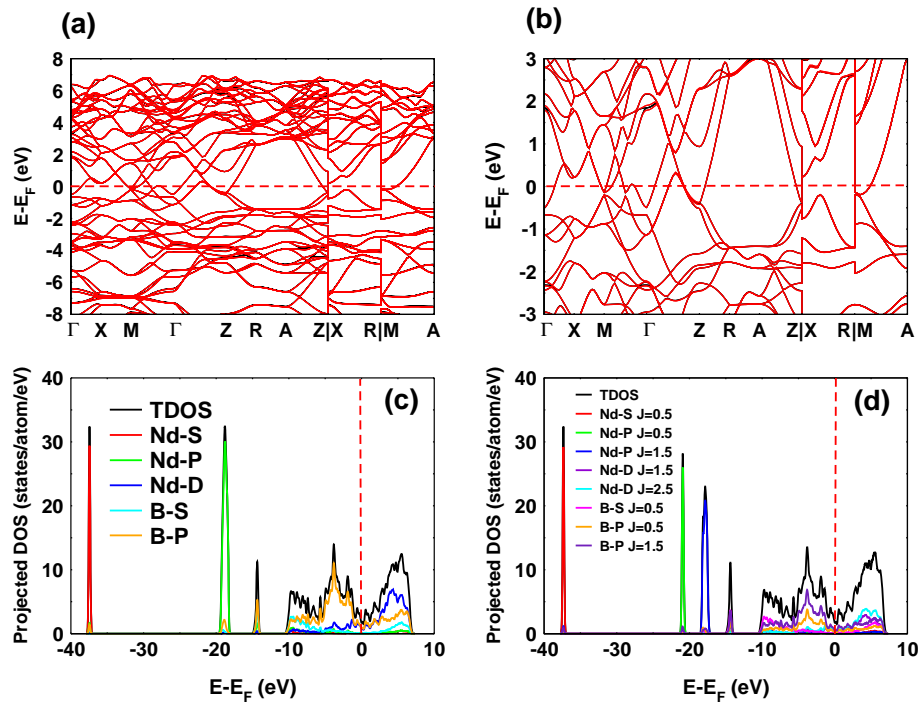 (a)
8
6
4
2
0
-2
-4
-6
-8
E-E_F (eV)
Γ X M Γ Z R A Z|X R|M A
(b)
3
2
1
0
-1
-2
-3
E-E_F (eV)
Γ X M Γ Z R A Z|X R|M A
40
30
20
10
0
Projected DOS (states/atom/eV)
(c)
TDOS
Nd-S
Nd-P
Nd-D
B-S
B-P
-40 -30 -20 -10 0 10
E-E_F (eV)
40
30
20
10
0
Projected DOS (states/atom/eV)
(d)
TDOS
Nd-S J=0.5
Nd-P J=0.5
Nd-P J=1.5
Nd-D J=1.5
Nd-D J=2.5
B-S J=0.5
B-P J=0.5
B-P J=1.5
-40 -30 -20 -10 0 10
E-E_F (eV)